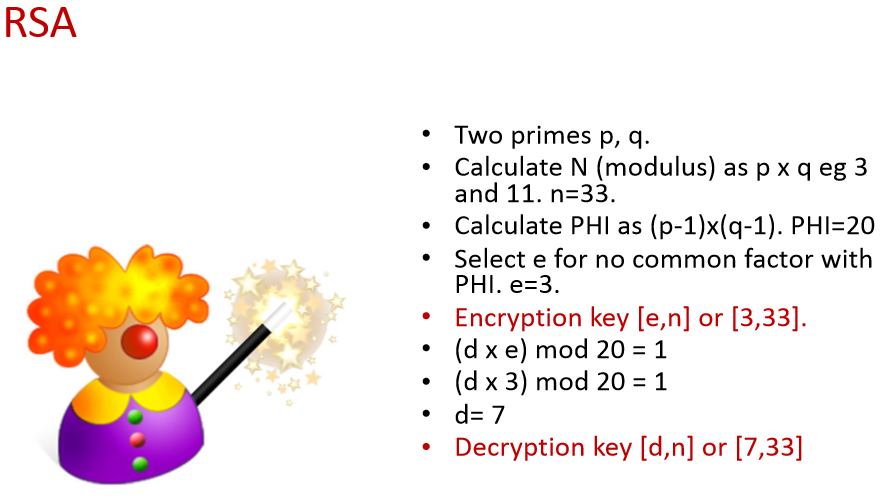 RSA
• Two primes p, q.
• Calculate N (modulus) as p x q eg 3
and 11. n=33.
• Calculate PHI as (p-1)x(q-1). PHI=20
• Select e for no common factor with
PHI. e=3.
• Encryption key [e,n] or [3,33].
• (d x e) mod 20 = 1
• (d x 3) mod 20 = 1
• d= 7
• Decryption key [d,n] or [7,33]